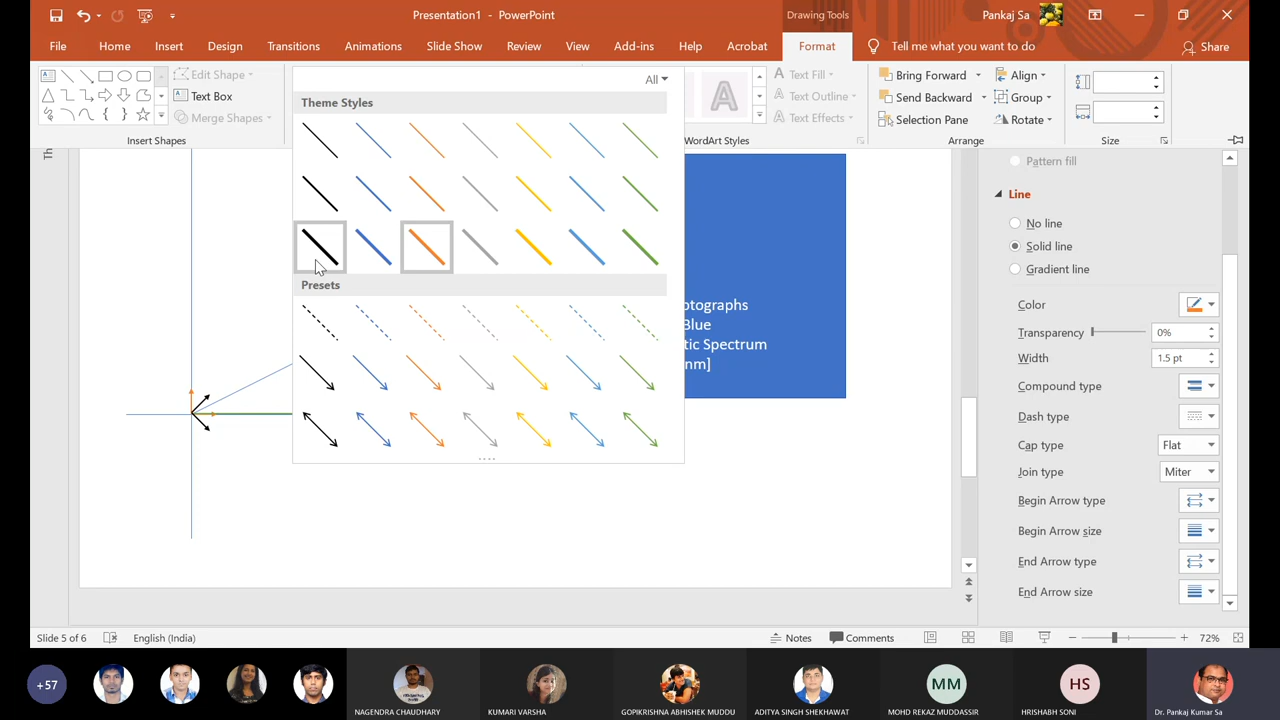 Presentation1 - PowerPoint
Drawing Tools
Pankaj Sa
File Home Insert Design Transitions Animations Slide Show Review View Add-ins Help Acrobat Format Tell me what you want to do Share
Edit Shape
Text Box
Merge Shapes
Insert Shapes
All
Theme Styles
Presets
A
Text Fill
Text Outline
Text Effects
WordArt Styles
Bring Forward
Send Backward
Selection Pane
Align
Group
Rotate
Arrange
Size
otographs
Blue
tic Spectrum
nm]
Pattern fill
Line
No line
Solid line
Gradient line
Color
Transparency 0%
Width 1.5 pt
Compound type
Dash type
Cap type Flat
Join type Miter
Begin Arrow type
Begin Arrow size
End Arrow type
End Arrow size
Slide 5 of 6 English (India) Notes Comments 72%
+57
MM
HS
NAGENDRA CHAUDHARY
KUMARI VARSHA
GOPIKRISHNA ABHISHEK MUDDU
ADITYA SINGH SHEKHAWAT
MOHD REKAZ MUDDASSIR
HRISHABH SONI
Dr. Pankaj Kumar Sa